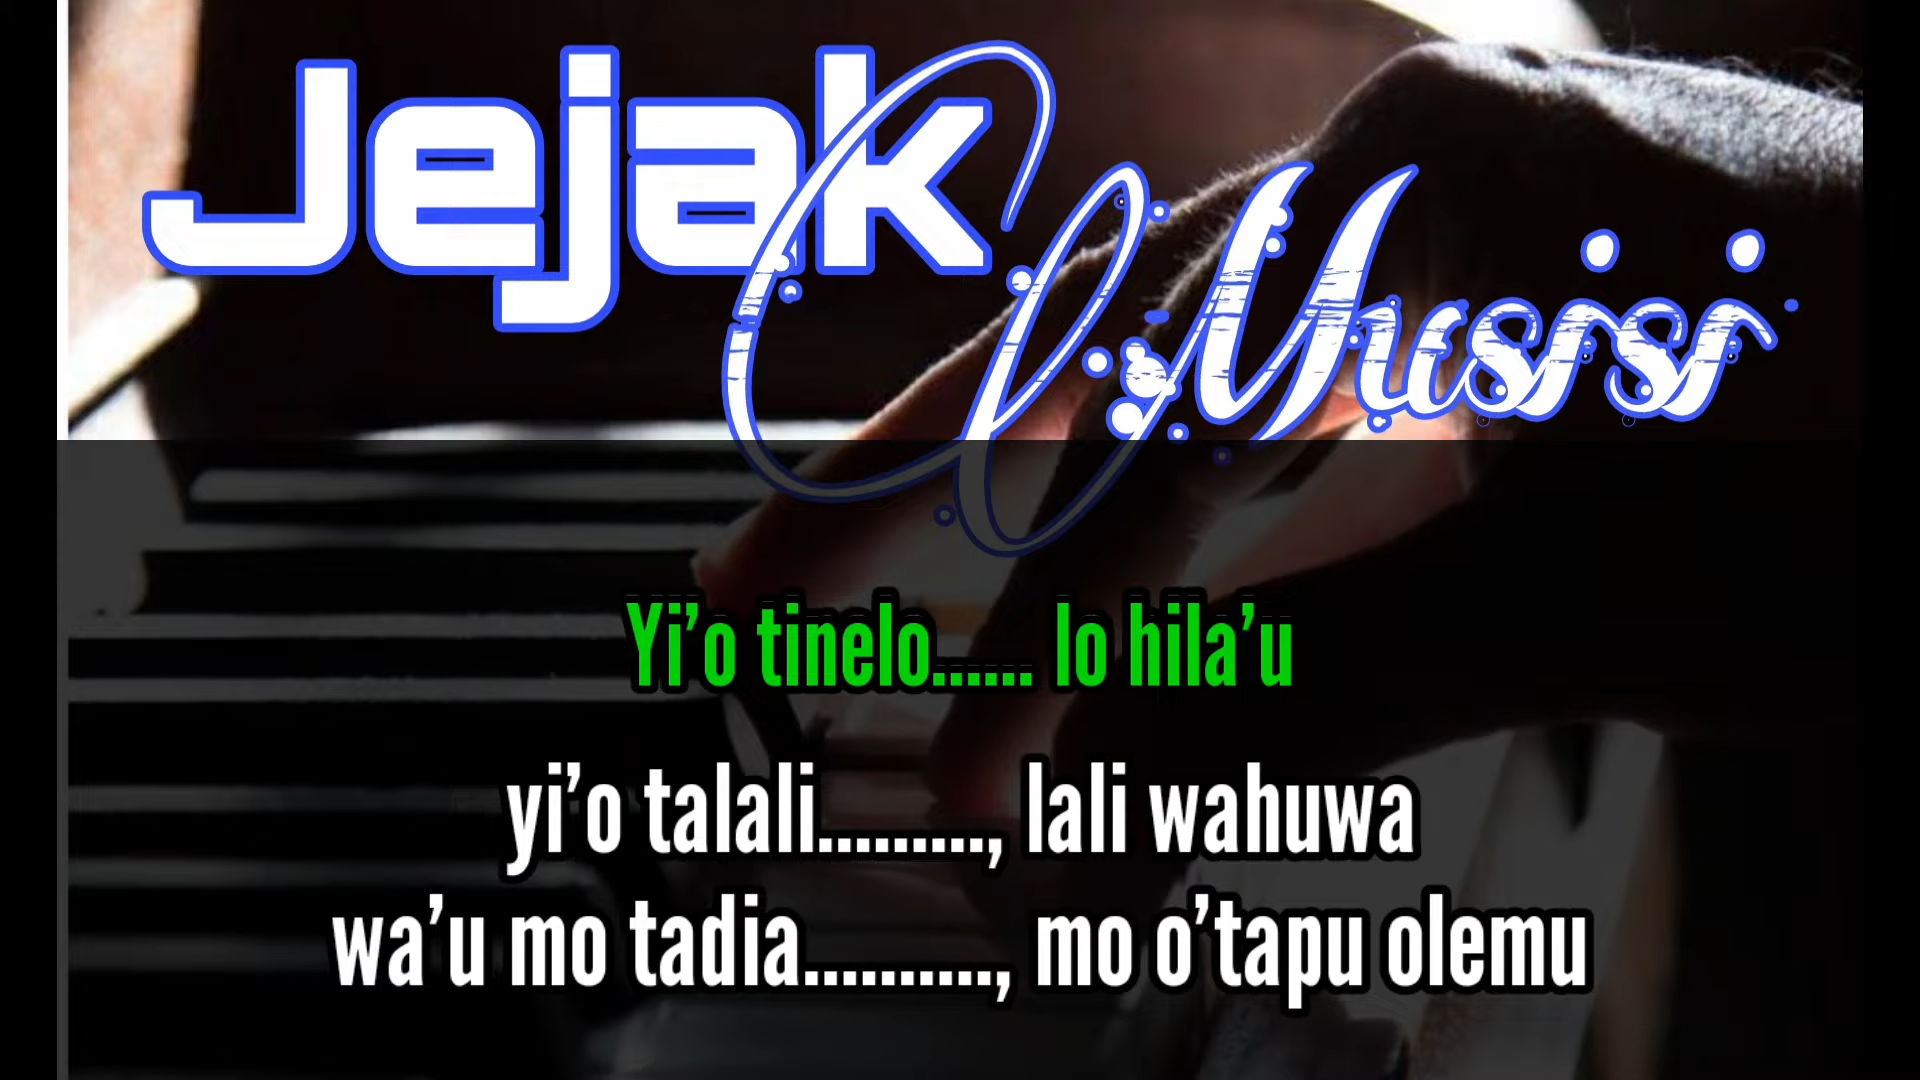 Jejak
Musisi
Yi’o tinelo...... lo hila’u
yi’o talali.........., lali wahuwa
wa’u mo tadia..........., mo o’tapu olemu